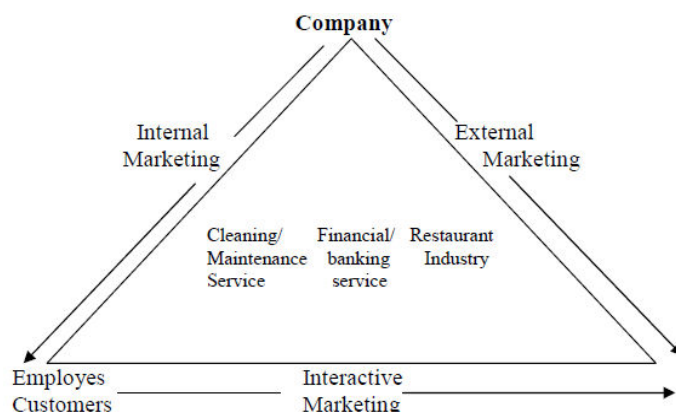 Company
Internal
Marketing
External
Marketing
Cleaning/
Maintenance
Service
Financial/
banking
service
Restaurant
Industry
Employes
Customers
Interactive
Marketing